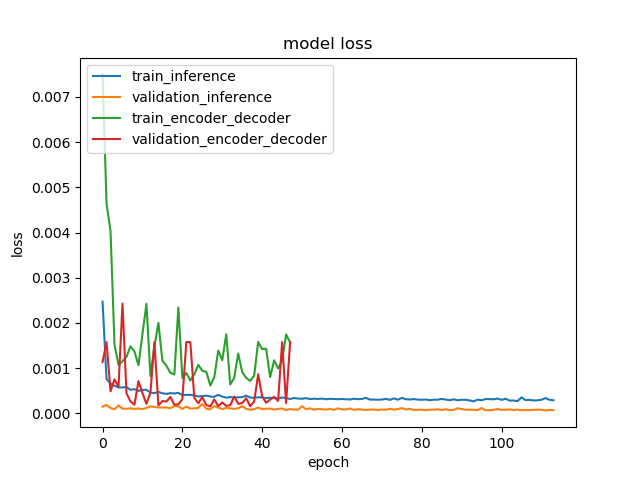 model loss
train_inference
validation_inference
train_encoder_decoder
validation_encoder_decoder
0.007
0.006
0.005
0.004
0.003
0.002
0.001
0.000
loss
0 20 40 60 80 100
epoch